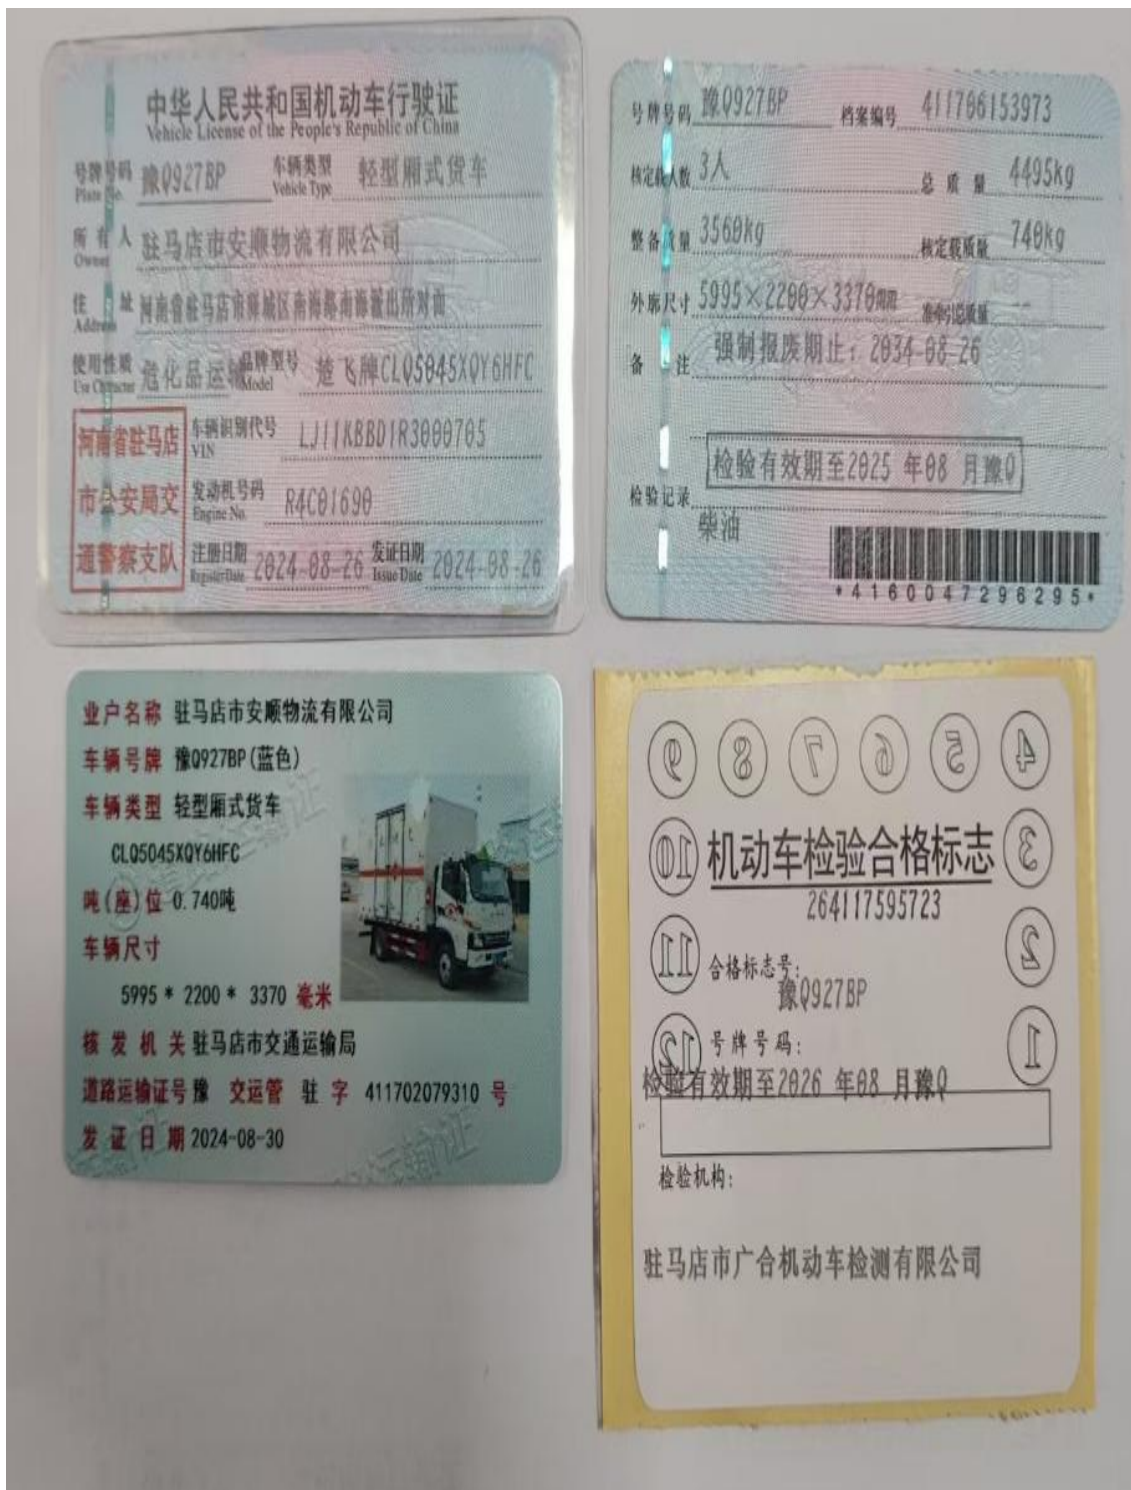 中华人民共和国机动车行驶证
Vehicle License of the People's Republic of China
号牌号码 豫Q927BP 车辆类型 轻型厢式货车
Plate No. Vehicle Type
所有人 驻马店市安顺物流有限公司
Owner
住址 河南省驻马店市驿城区南海路南海派出所对面
Address
使用性质 危化品运输 品牌型号 楚飞牌CLQ5045XQY6HFC
Use Character Model
车辆识别代号 LJ11KBBD1R3000705
VIN
发动机号码 R4C01690
Engine No.
注册日期 2024-08-26 发证日期 2024-08-26
Register Date Issue Date
河南省驻马店
市公安局交
通警察支队
号牌号码 豫Q927BP 档案编号 411706153973
核定载人数 3人 总质量 4495kg
整备质量 3560kg 核定载质量 740kg
外廓尺寸 5995×2200×3370mm 准牵引总质量 --
备注 强制报废期止：2034-08-26
检验有效期至2025年08月豫Q
检验记录
柴油
*4160047296295*
业户名称 驻马店市安顺物流有限公司
车辆号牌 豫Q927BP(蓝色)
车辆类型 轻型厢式货车
CLQ5045XQY6HFC
吨(座)位 0.740吨
车辆尺寸
5995 * 2200 * 3370 毫米
核发机关 驻马店市交通运输局
道路运输证号 豫 交运管 驻 字 411702079310 号
发证日期 2024-08-30
9 8 7 6 5 4
10 3
机动车检验合格标志
264117595723
11 2
合格标志号:
豫Q927BP
12 1
号牌号码:
检验有效期至2026年08月豫Q
检验机构:
驻马店市广合机动车检测有限公司